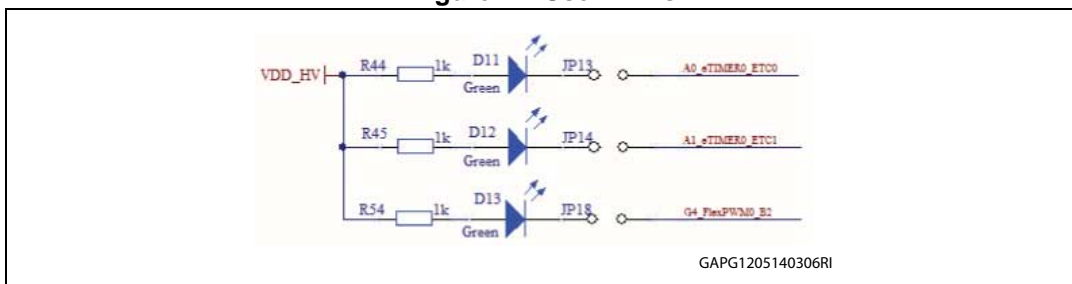 R44 1k D11 Green JP13 A0_eTIMER0_ETC0
VDD_HV
R45 1k D12 Green JP14 A1_eTIMER0_ETC1
R54 1k D13 Green JP18 G4_FlexPWM0_B2
GAPG1205140306RI